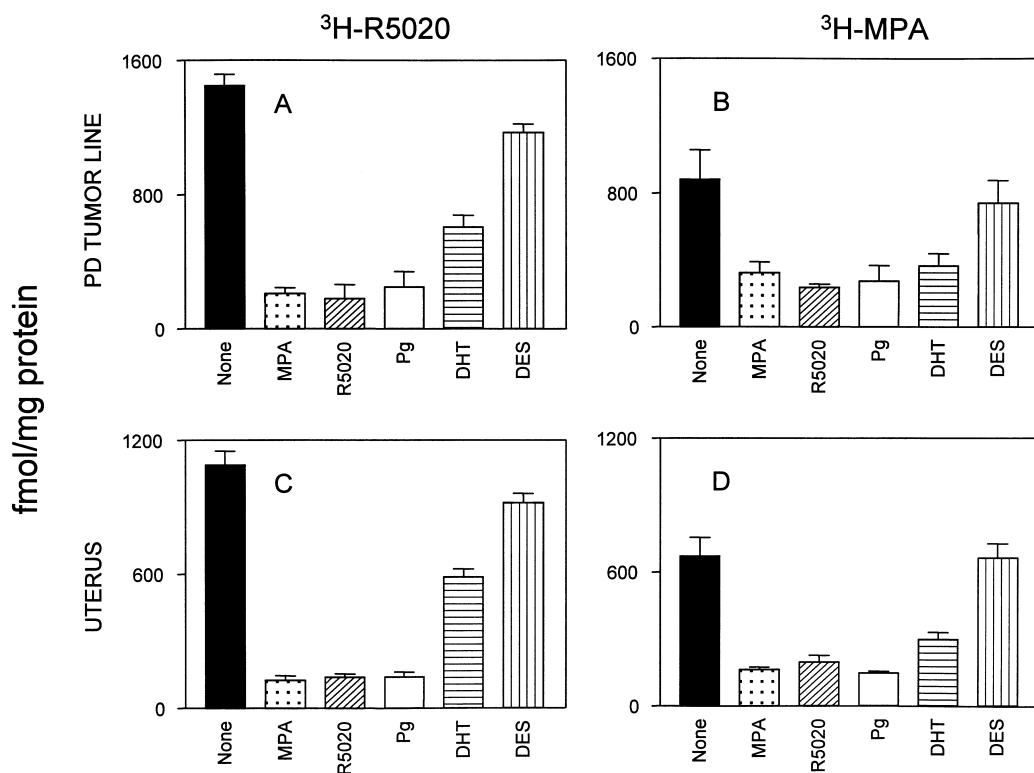 ³H-R5020
³H-MPA
fmol/mg protein
PD TUMOR LINE
1600
800
0
A
None
MPA
R5020
Pg
DHT
DES
1600
800
0
B
None
MPA
R5020
Pg
DHT
DES
UTERUS
1200
600
0
C
None
MPA
R5020
Pg
DHT
DES
1200
600
0
D
None
MPA
R5020
Pg
DHT
DES